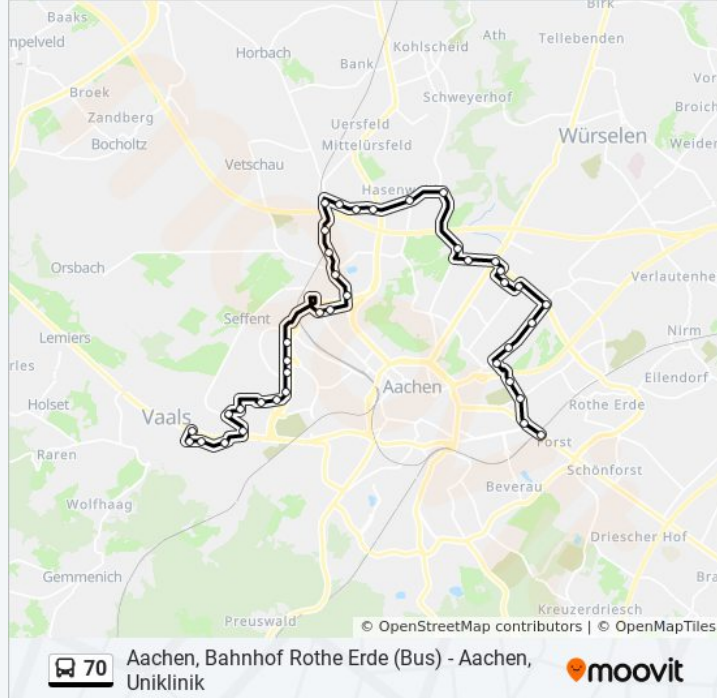 Baaks
Birk
Ath
Tellebenden
mpelveld
Horbach
Kohlscheid
Bank
Vor
Broek
Schweyerhof
Broich
Zandberg
Uersfeld
Würselen
Bocholtz
Mittelürsfeld
Weiden
Vetschau
Hasenw
Orsbach
Verlautenhe
Seffent
Nirm
Lemiers
rles
Eilendorf
Aachen
Holset
Vaals
Rothe Erde
Raren
Forst
Schönforst
Beverau
Wolfhaag
Driescher Hof
Gemmenich
Bra
Kreuzerdriesch
Preuswald
© OpenStreetMap contributors | © OpenMapTiles
70
Aachen, Bahnhof Rothe Erde (Bus) - Aachen,
Uniklinik
moovit